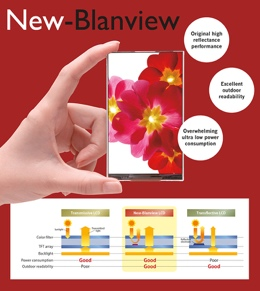 New-Blanview
Original high
reflectance
performance
Excellent
outdoor
readability
Overwhelming
ultra low power
consumption
Transmissive LCD
New-Blanview LCD
Transflective LCD
Color filter
TFT array
Backlight
Power consumption Good Good Poor
Outdoor readability Poor Good Good